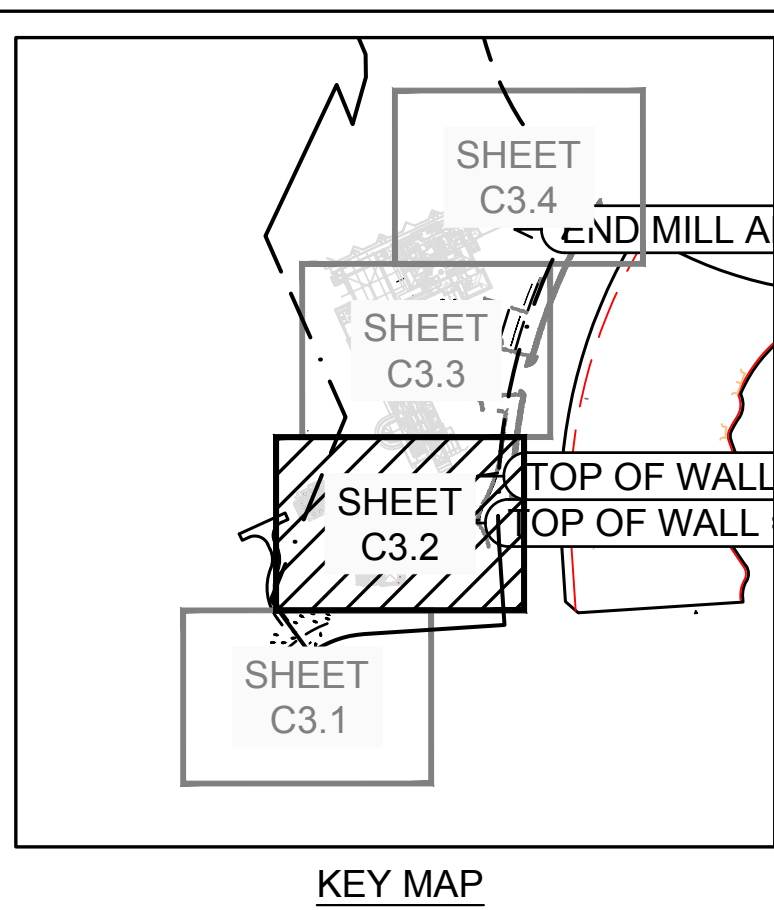 SHEET
C3.4
END MILL A
SHEET
C3.3
TOP OF WALL
SHEET
C3.2
TOP OF WALL
SHEET
C3.1
KEY MAP